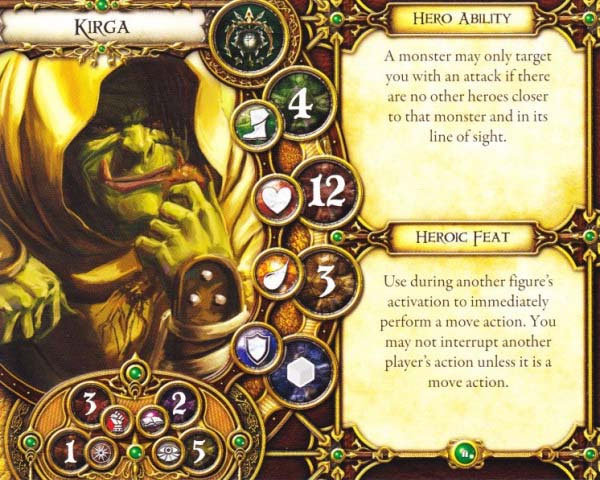 KIRGA
4
12
3
3
2
1
5
HERO ABILITY
A monster may only target
you with an attack if there
are no other heroes closer
to that monster and in its
line of sight.
HEROIC FEAT
Use during another figure's
activation to immediately
perform a move action. You
may not interrupt another
player's action unless it is a
move action.